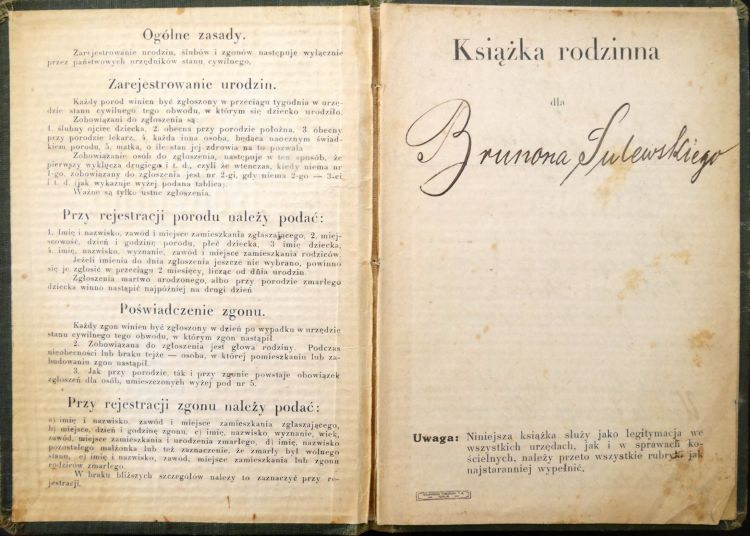 Ogólne zasady.
Zarejestrowanie urodzin, ślubów i zgonów następuje wyłącznie
przez państwowych urzędników stanu cywilnego.
Zarejestrowanie urodzin.
Każdy poród winien być zgłoszony w przeciągu tygodnia w urzę-
dzie stanu cywilnego tego obwodu, w którym się dziecko urodziło.
Zobowiązani do zgłoszenia są:
1. ślubny ojciec dziecka, 2. obecna przy porodzie położna, 3. obecny
przy porodzie lekarz, 4. każda inna osoba, będąca naocznym świad-
kiem porodu, 5. matka, o ile stan jej zdrowia na to pozwala
Zobowiązanie osób do zgłoszenia, następuje w ten sposób, że
pierwszy wyklucza drugiego i t. d., czyli że wtenczas, kiedy niema nr
1-go, zobowiązany do zgłoszenia jest nr 2-gi, gdy niema 2-go — 3-ci
i t. d. (jak wykazuje wyżej podana tablica).
Ważne są tylko ustne zgłoszenia.
Przy rejestracji porodu należy podać:
1. Imię i nazwisko, zawód i miejsce zamieszkania zgłaszającego, 2. miej-
scowość, dzień i godzinę porodu, płeć dziecka, 3 imię dziecka,
4. imię, nazwisko, wyznanie, zawód i miejsce zamieszkania rodziców.
Jeżeli imienia do dnia zgłoszenia jeszcze nie wybrano, powinno
się je zgłosić w przeciągu 2 miesięcy, licząc od dnia urodzin.
Zgłoszenia martwo urodzonego, albo przy porodzie zmarłego
dziecka winno nastąpić najpóźniej na drugi dzień
Poświadczenie zgonu.
Każdy zgon winien być zgłoszony w dzień po wypadku w urzędzie
stanu cywilnego tego obwodu, w którym zgon nastąpił
2. Zobowiązana do zgłoszenia jest głowa rodziny. Podczas
nieobecności lub braku tejże — osoba, w której pomieszkaniu lub za-
budowaniu zgon nastąpił.
3. Jak przy porodzie, tak i przy zgonie powstaje obowiązek
zgłoszeń dla osób, umieszczonych wyżej pod nr 5.
Przy rejestracji zgonu należy podać:
a) imię i nazwisko, zawód i miejsce zamieszkania zgłaszającego,
b) miejsce, dzień i godzinę zgonu, c) imię, nazwisko, wyznanie, wiek,
zawód, miejsce zamieszkania i urodzenia zmarłego, d) imię, nazwisko
pozostałego małżonka lub też zaznaczenie, że zmarły był wolnego
stanu, e) imię i nazwisko, zawód, miejsce zamieszkania lub zgonu
rodziców zmarłego.
W braku bliższych szczegółów należy to zaznaczyć przy re-
jestracji.
Książka rodzinna
dla
Brunona Sulewskiego
Uwaga: Niniejsza książka służy jako legitymacja we
wszystkich urzędach, jak i w sprawach ko-
ścielnych, należy przeto wszystkie rubryki jak
najstaranniej wypełnić.